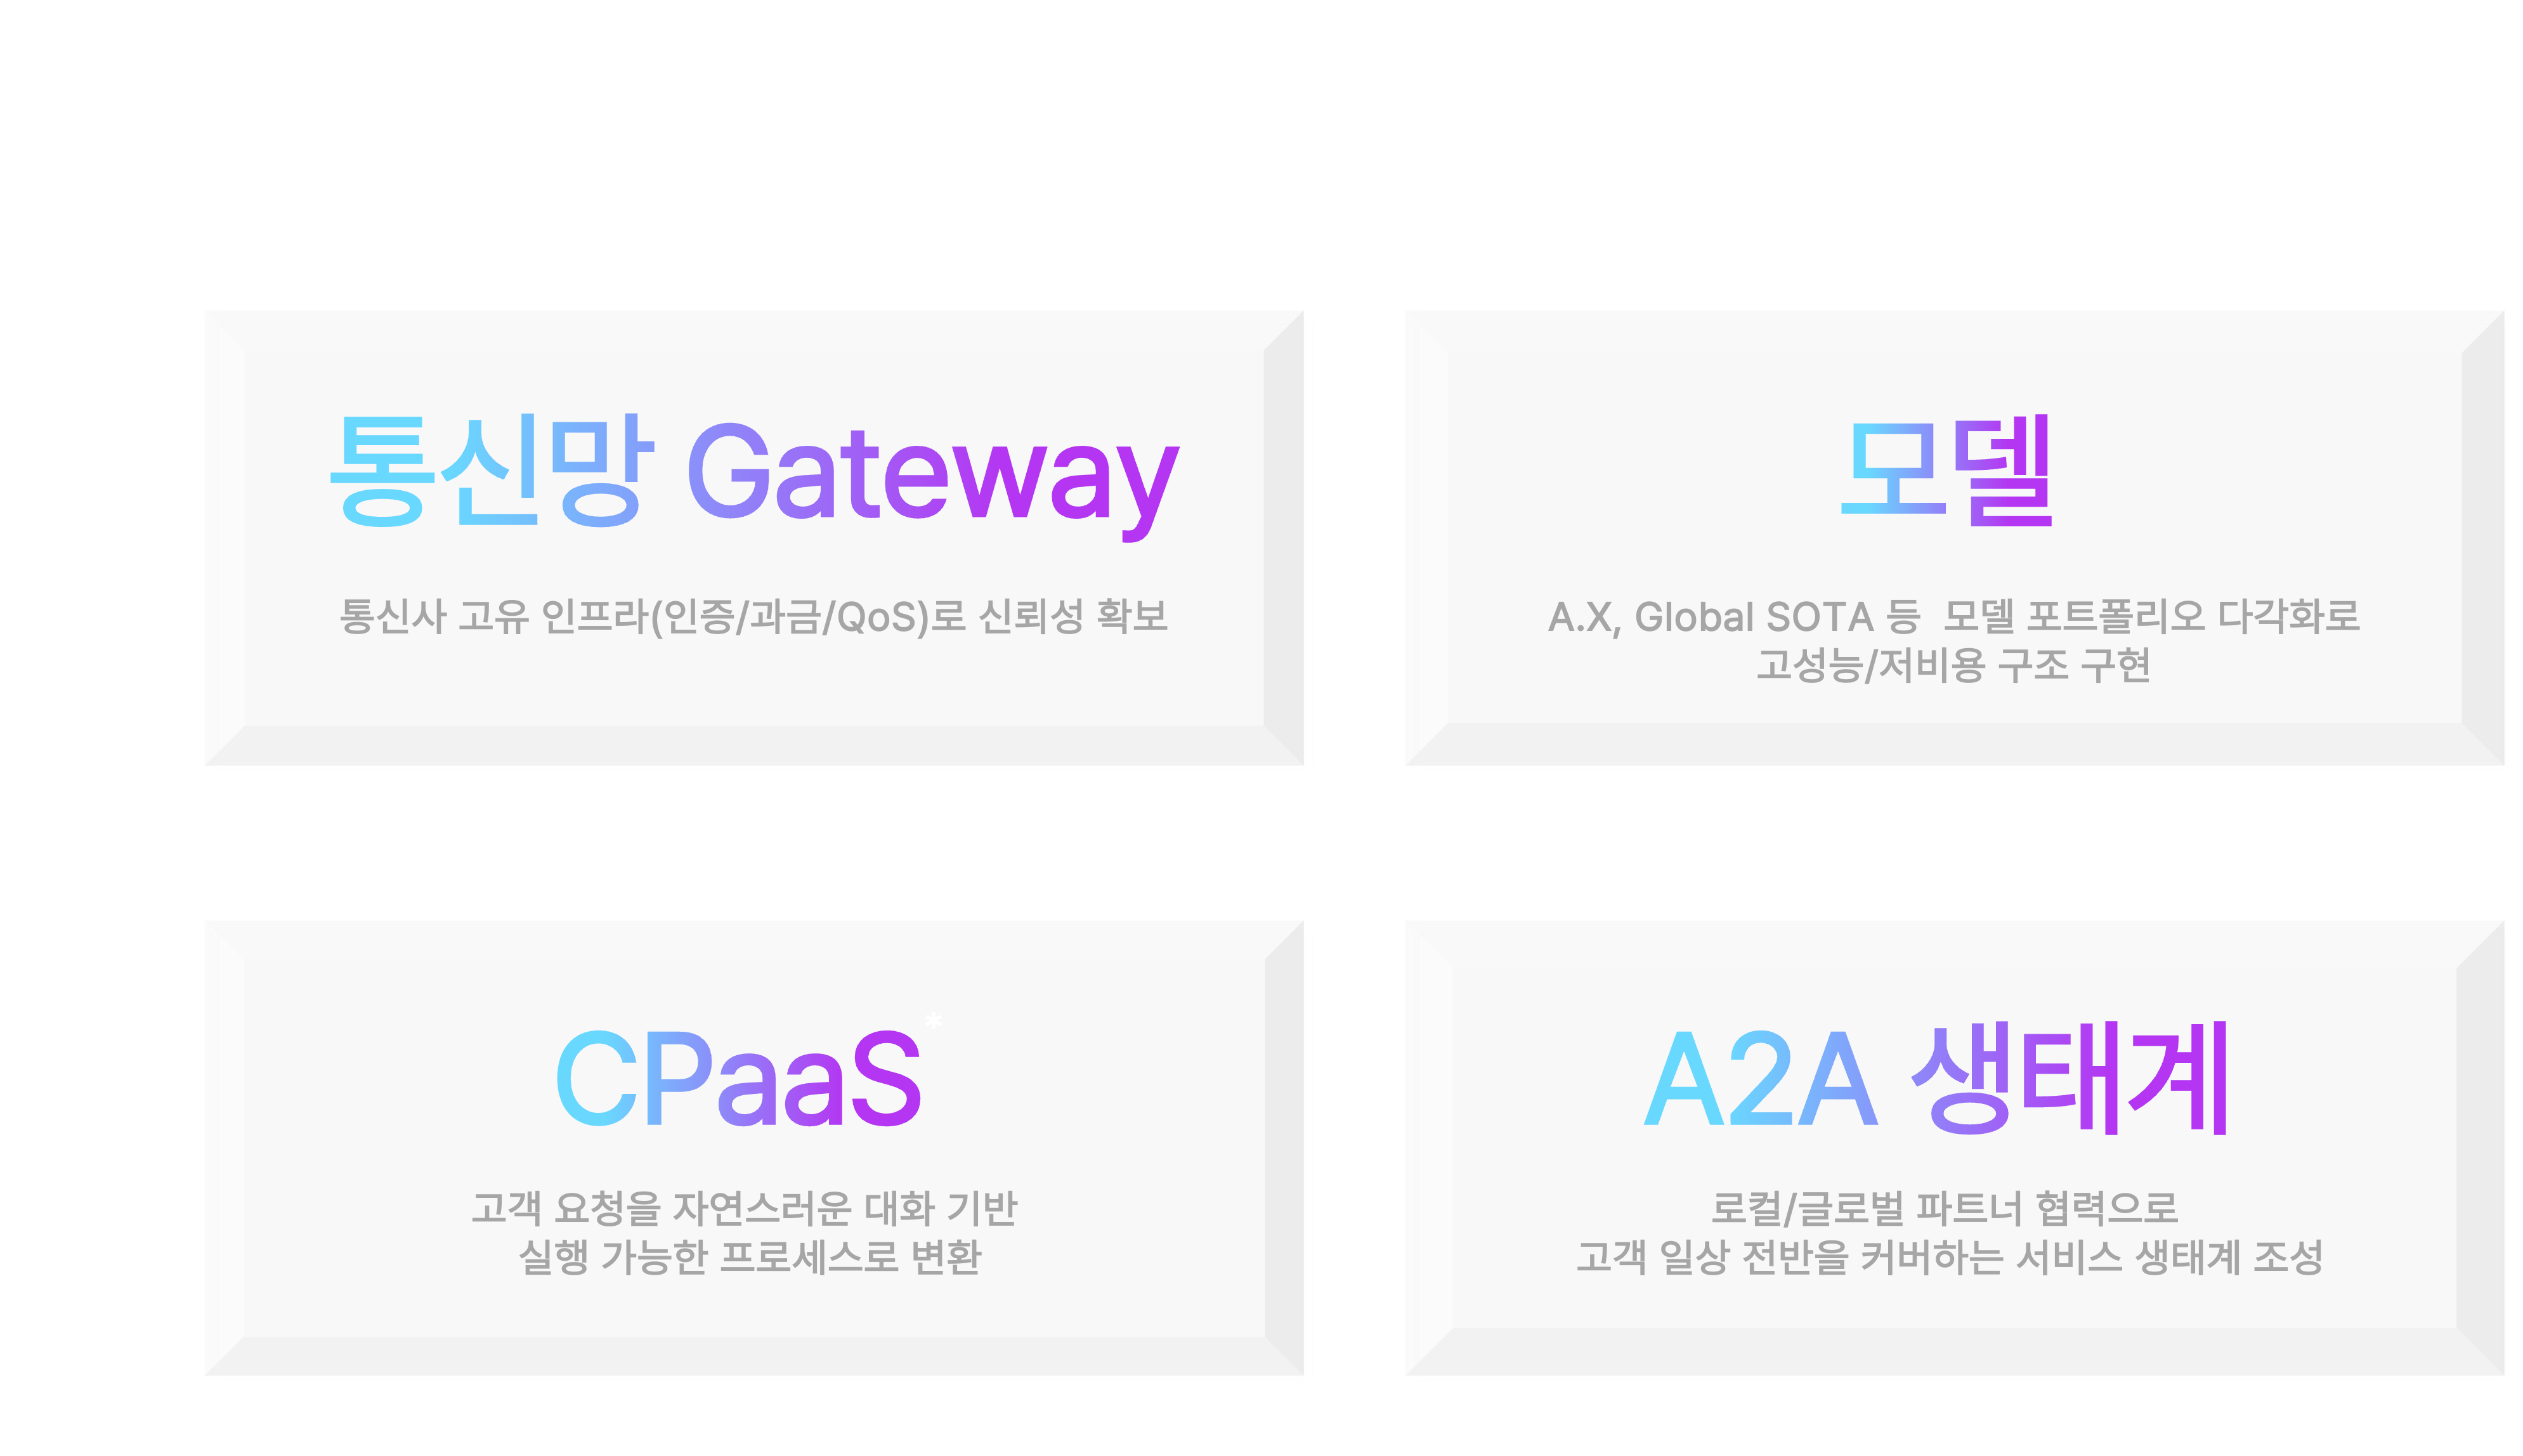 통신망 Gateway
통신사 고유 인프라(인증/과금/QoS)로 신뢰성 확보
모델
A.X, Global SOTA 등 모델 포트폴리오 다각화로
고성능/저비용 구조 구현
CPaaS*
고객 요청을 자연스러운 대화 기반
실행 가능한 프로세스로 변환
A2A 생태계
로컬/글로벌 파트너 협력으로
고객 일상 전반을 커버하는 서비스 생태계 조성